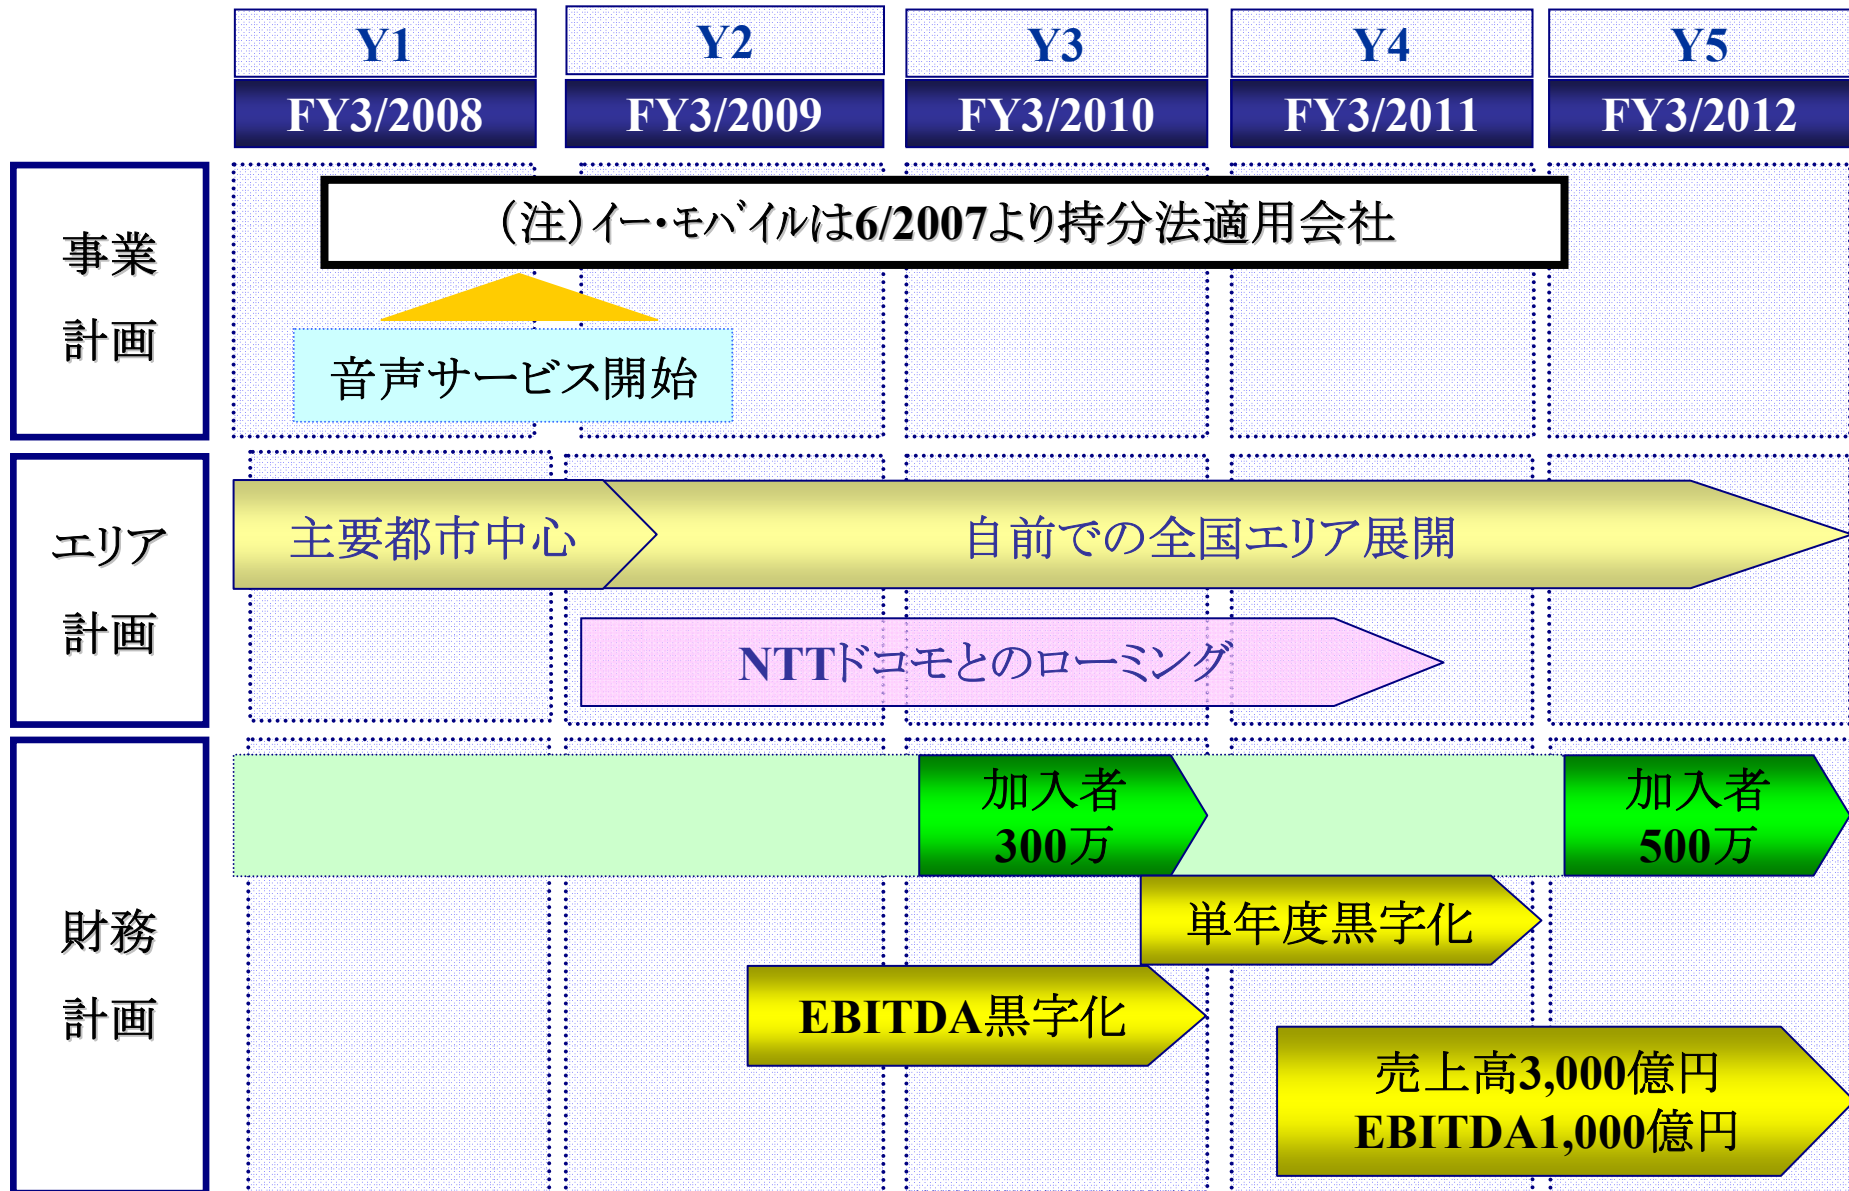 Y1
Y2
Y3
Y4
Y5
FY3/2008
FY3/2009
FY3/2010
FY3/2011
FY3/2012
事業
計画
（注）イー・モバイルは6/2007より持分法適用会社
音声サービス開始
エリア
計画
主要都市中心
自前での全国エリア展開
NTTドコモとのローミング
財務
計画
加入者
300万
加入者
500万
単年度黒字化
EBITDA黒字化
売上高3,000億円
EBITDA1,000億円